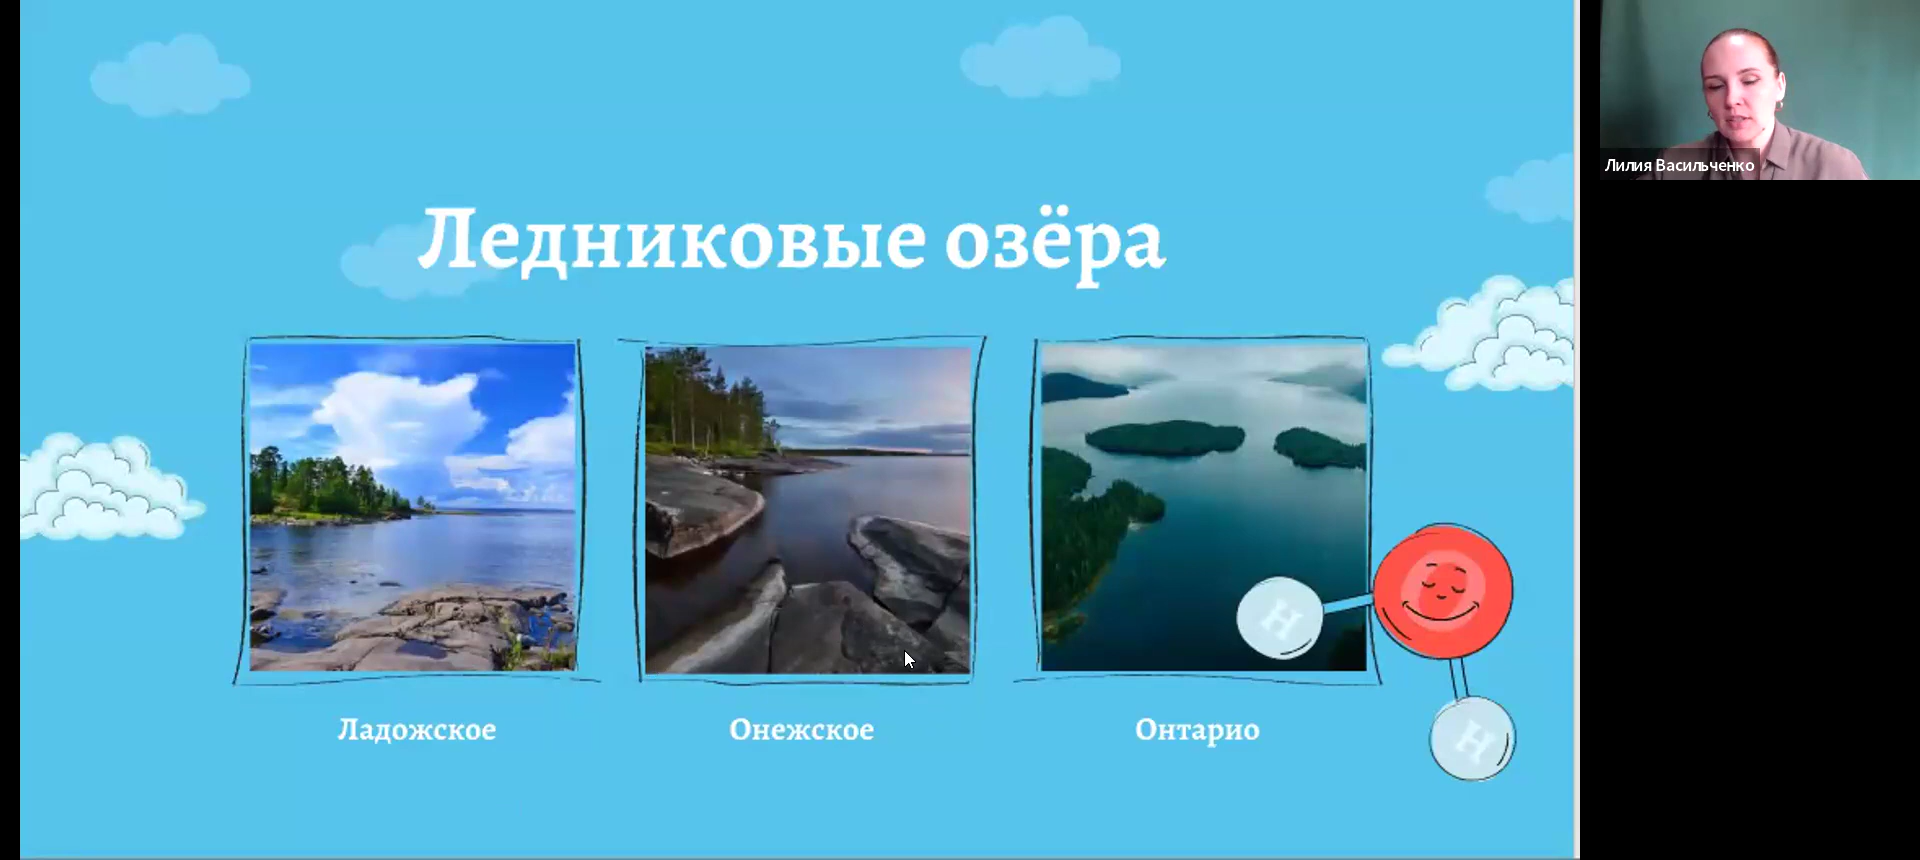 Ледниковые озёра
Ладожское
Онежское
Онтарио
H
H
Лилия Васильченко